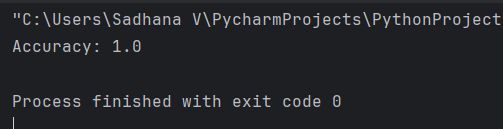 "C:\Users\Sadhana V\PycharmProjects\PythonProject
Accuracy: 1.0
Process finished with exit code 0